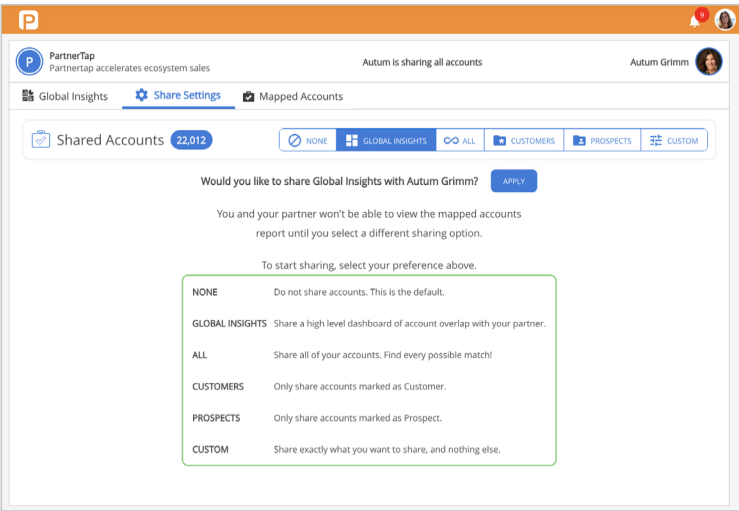 P
9
P
PartnerTap
Partnertap accelerates ecosystem sales
Autum is sharing all accounts
Autum Grimm
Global Insights
Share Settings
Mapped Accounts
Shared Accounts 22,012
NONE
GLOBAL INSIGHTS
ALL
CUSTOMERS
PROSPECTS
CUSTOM
Would you like to share Global Insights with Autum Grimm? APPLY
You and your partner won't be able to view the mapped accounts
report until you select a different sharing option.
To start sharing, select your preference above.
NONE Do not share accounts. This is the default.
GLOBAL INSIGHTS Share a high level dashboard of account overlap with your partner.
ALL Share all of your accounts. Find every possible match!
CUSTOMERS Only share accounts marked as Customer.
PROSPECTS Only share accounts marked as Prospect.
CUSTOM Share exactly what you want to share, and nothing else.